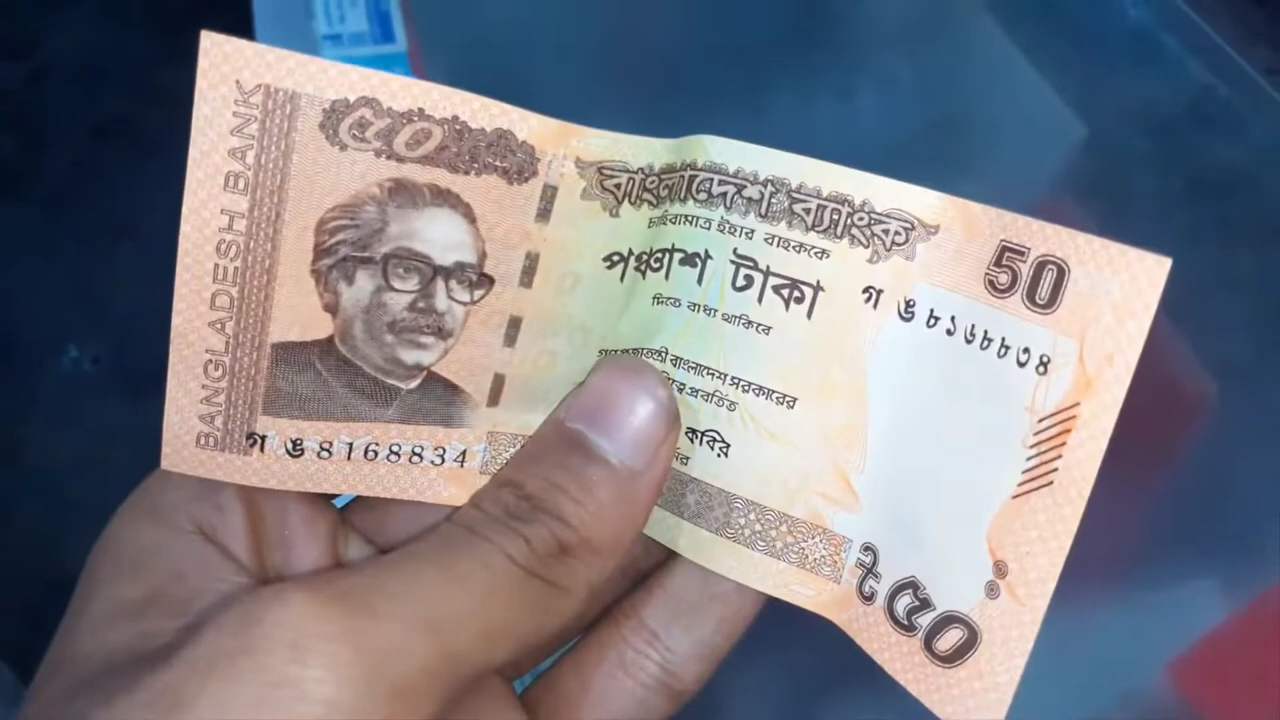 BANGLADESH BANK
৫০
বাংলাদেশ ব্যাংক
চাহিবামাত্র ইহার বাহককে
পঞ্চাশ টাকা
দিতে বাধ্য থাকিবে
50
গ ঙ ৮১৬৮৮৩৪
গণপ্রজাতন্ত্রী বাংলাদেশ সরকারের
প্রবর্তিত
কবির
গ ঙ 8168834
৳ ৫০